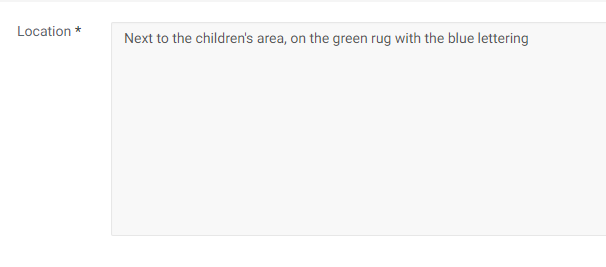 Location *
Next to the children's area, on the green rug with the blue lettering